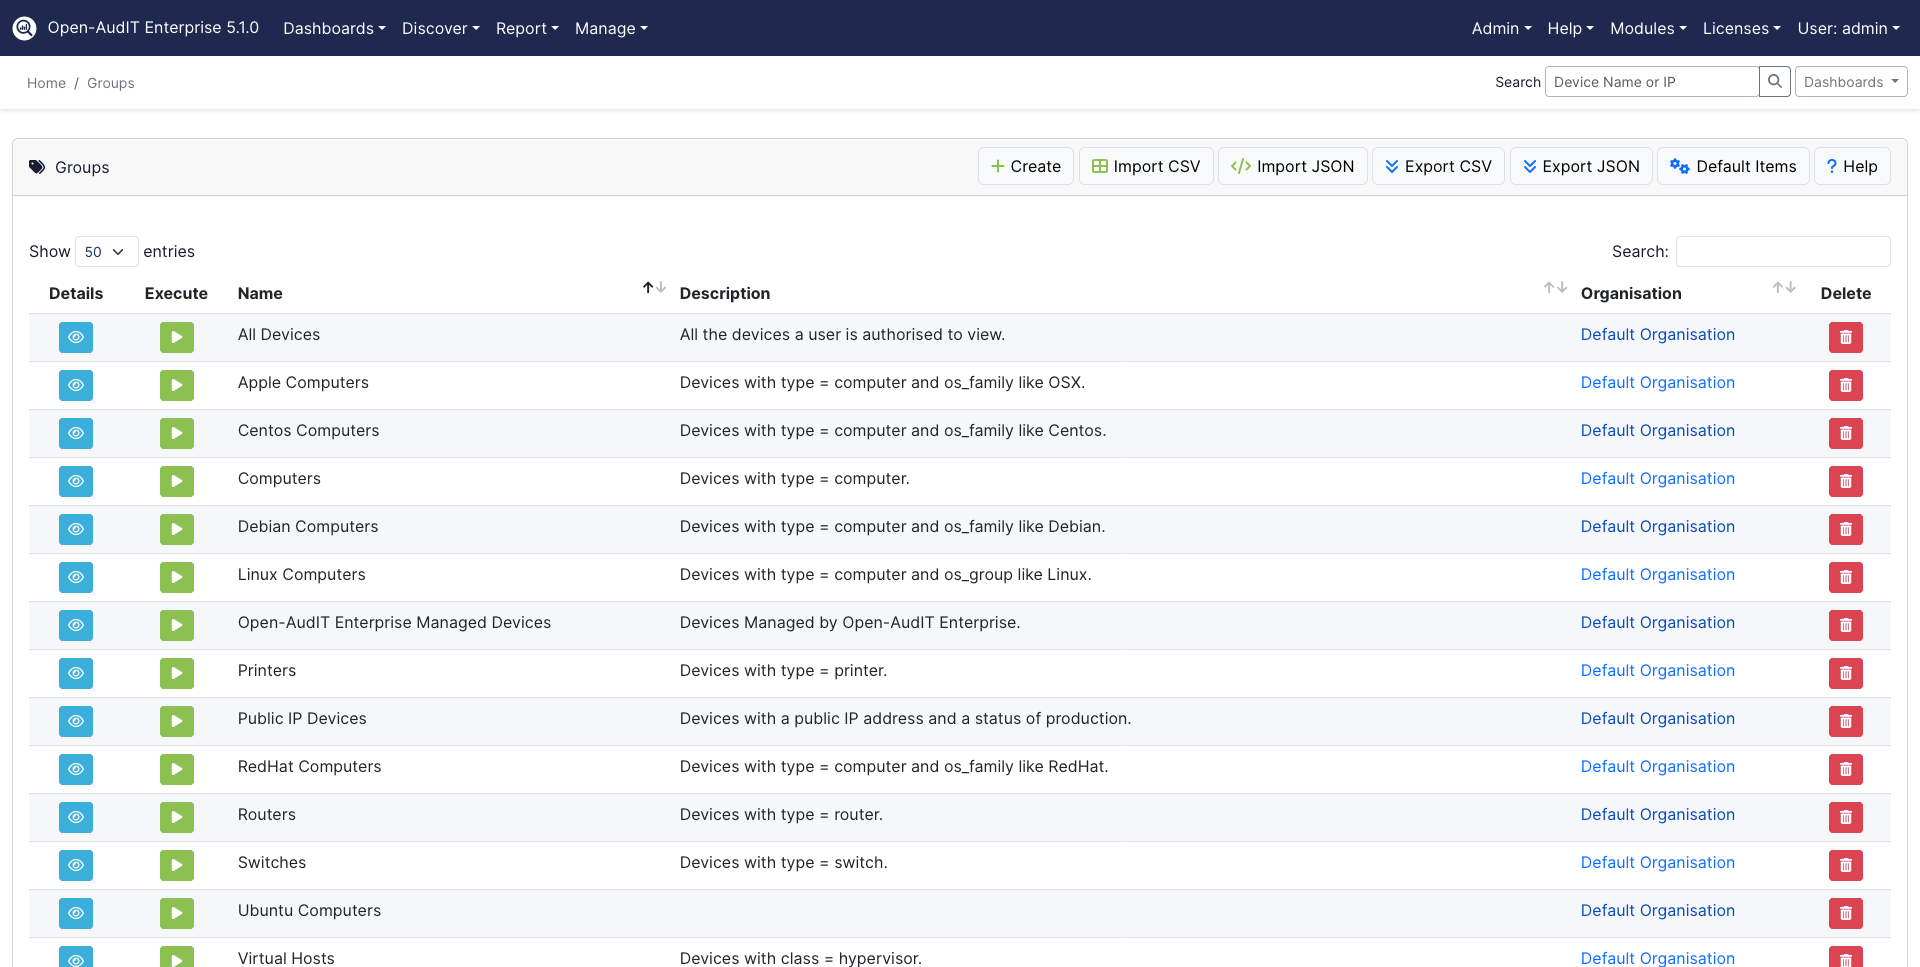 Open-AudIT Enterprise 5.1.0 Dashboards Discover Report Manage Admin Help Modules Licenses User: admin
Home / Groups Search Device Name or IP Dashboards
Groups Create Import CSV Import JSON Export CSV Export JSON Default Items ? Help
Show 50 entries Search:
Details Execute Name Description Organisation Delete
All Devices All the devices a user is authorised to view. Default Organisation
Apple Computers Devices with type = computer and os_family like OSX. Default Organisation
Centos Computers Devices with type = computer and os_family like Centos. Default Organisation
Computers Devices with type = computer. Default Organisation
Debian Computers Devices with type = computer and os_family like Debian. Default Organisation
Linux Computers Devices with type = computer and os_group like Linux. Default Organisation
Open-AudIT Enterprise Managed Devices Devices Managed by Open-AudIT Enterprise. Default Organisation
Printers Devices with type = printer. Default Organisation
Public IP Devices Devices with a public IP address and a status of production. Default Organisation
RedHat Computers Devices with type = computer and os_family like RedHat. Default Organisation
Routers Devices with type = router. Default Organisation
Switches Devices with type = switch. Default Organisation
Ubuntu Computers Default Organisation
Virtual Hosts Devices with class = hypervisor. Default Organisation